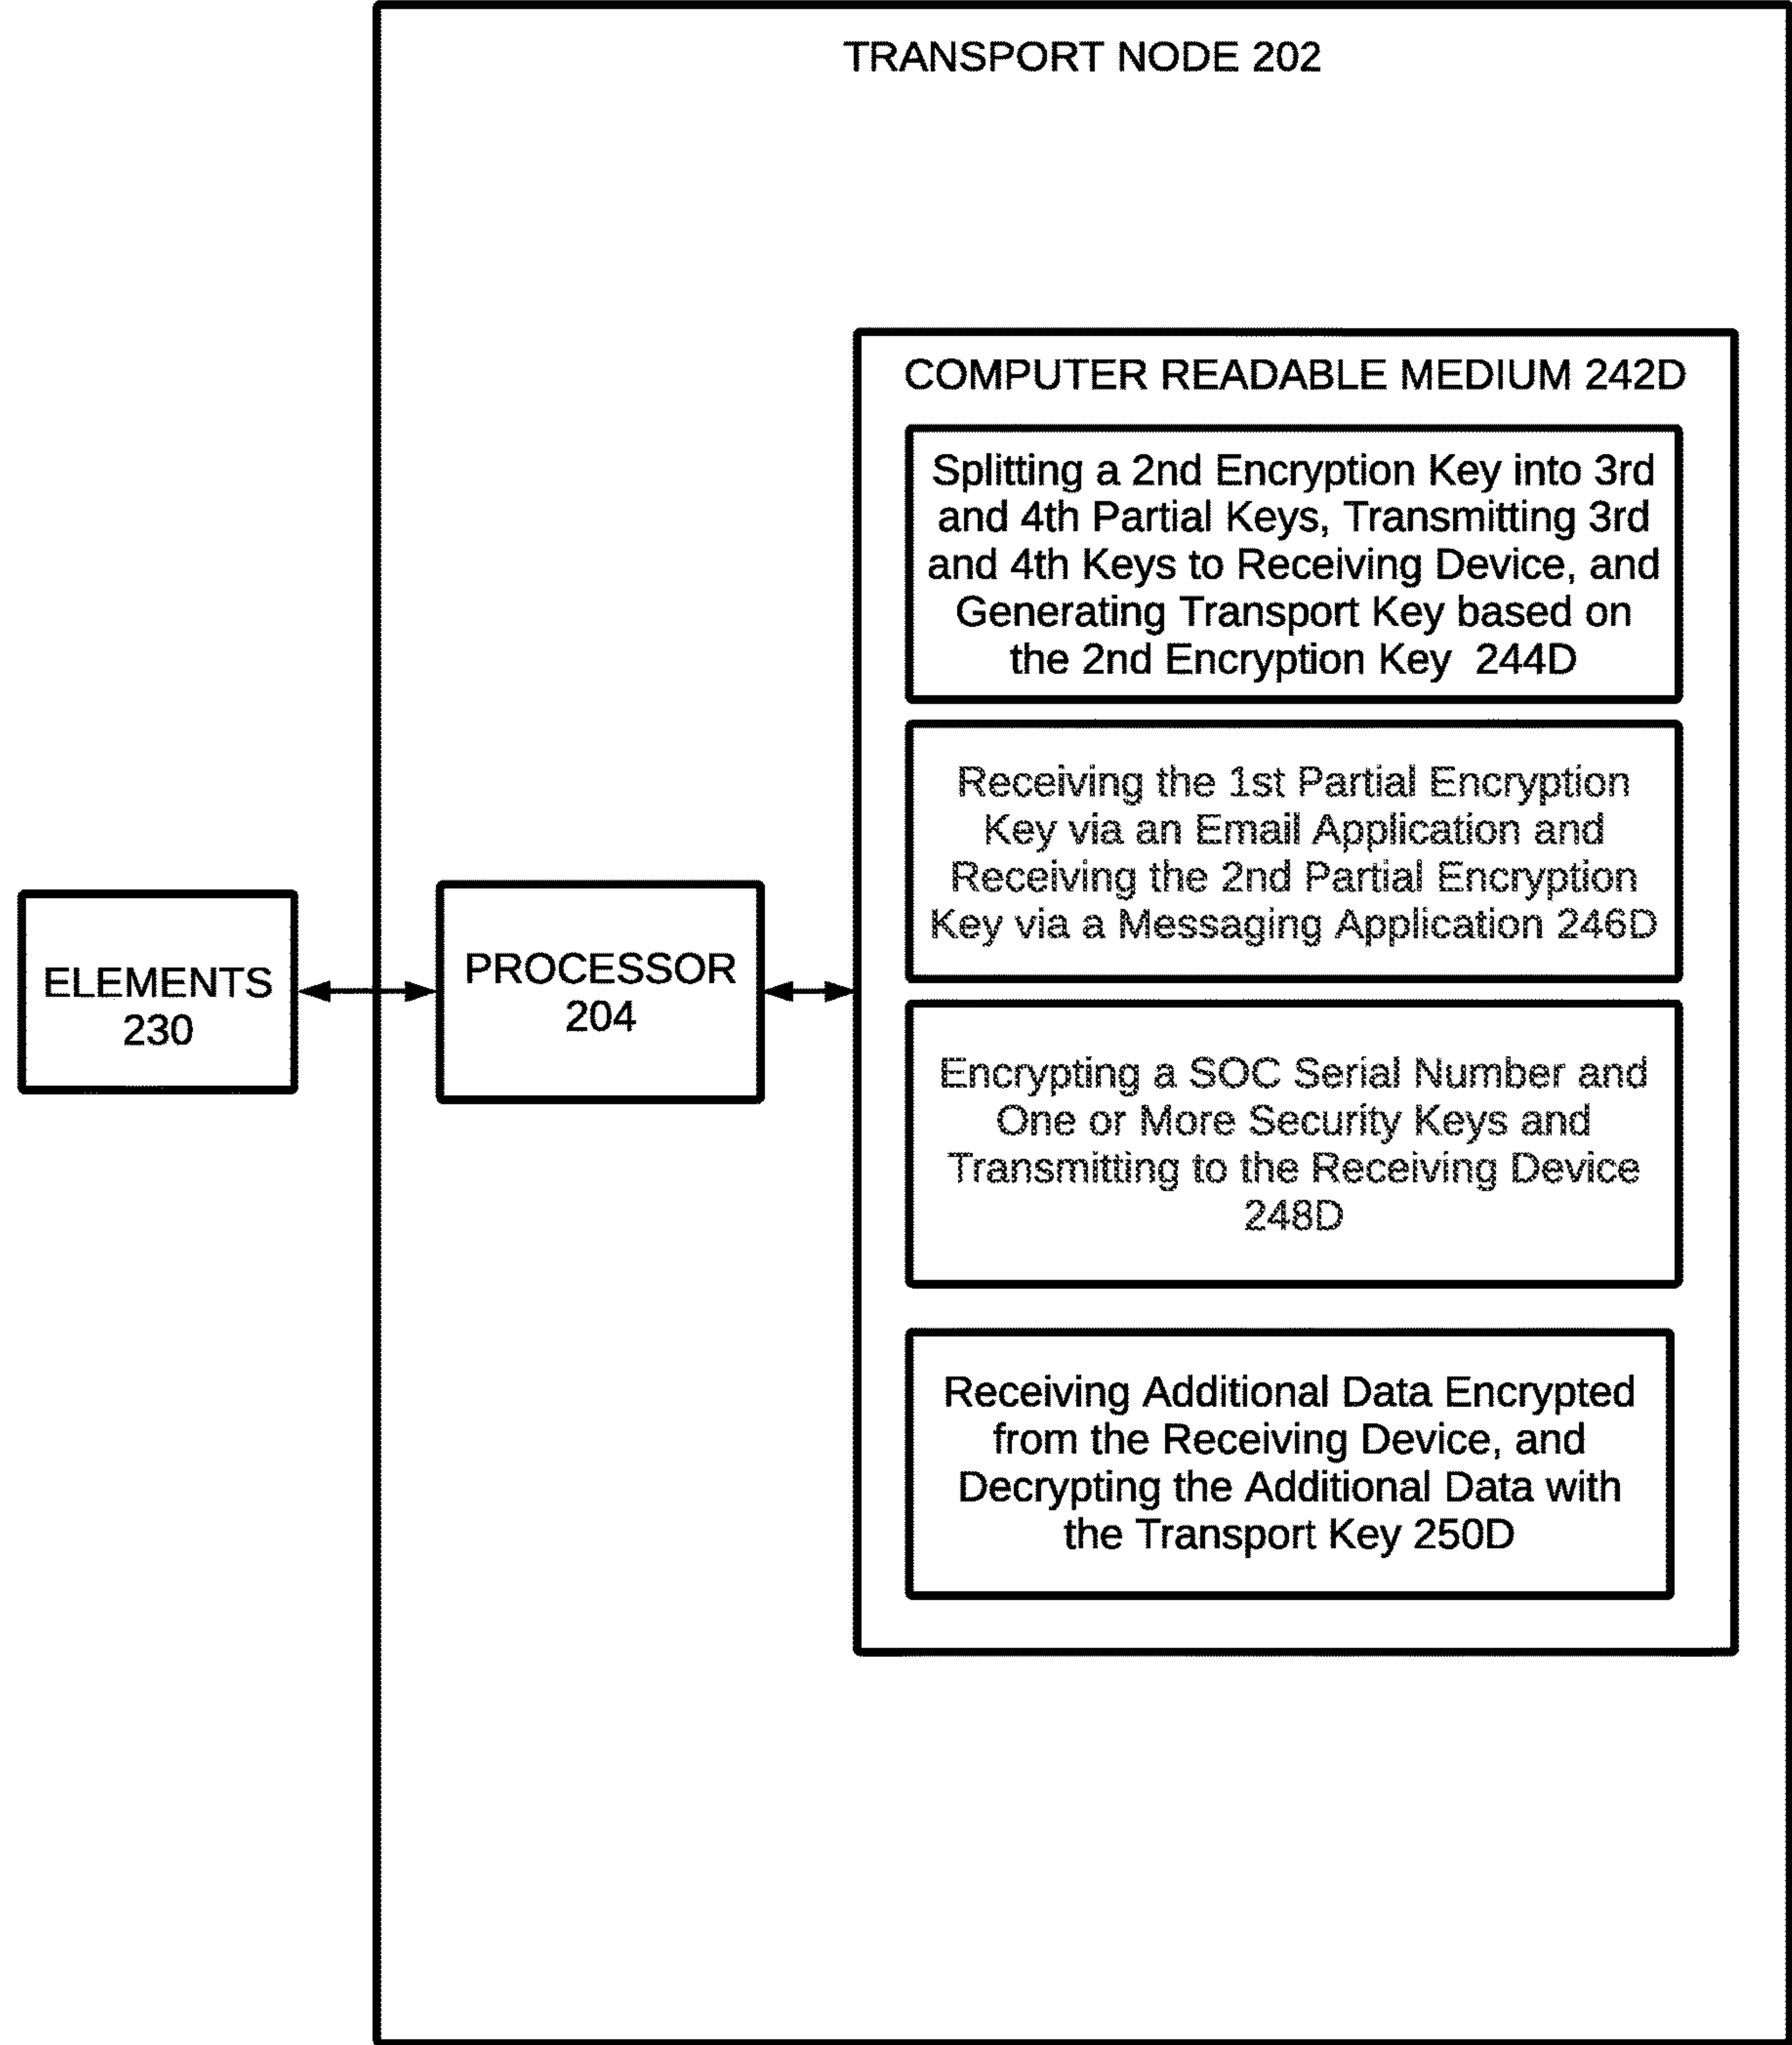 TRANSPORT NODE 202
COMPUTER READABLE MEDIUM 242D
Splitting a 2nd Encryption Key into 3rd
and 4th Partial Keys, Transmitting 3rd
and 4th Keys to Receiving Device, and
Generating Transport Key based on
the 2nd Encryption Key 244D
Receiving the 1st Partial Encryption
Key via an Email Application and
Receiving the 2nd Partial Encryption
Key via a Messaging Application 246D
ELEMENTS
230
PROCESSOR
204
Encrypting a SOC Serial Number and
One or More Security Keys and
Transmitting to the Receiving Device
248D
Receiving Additional Data Encrypted
from the Receiving Device, and
Decrypting the Additional Data with
the Transport Key 250D